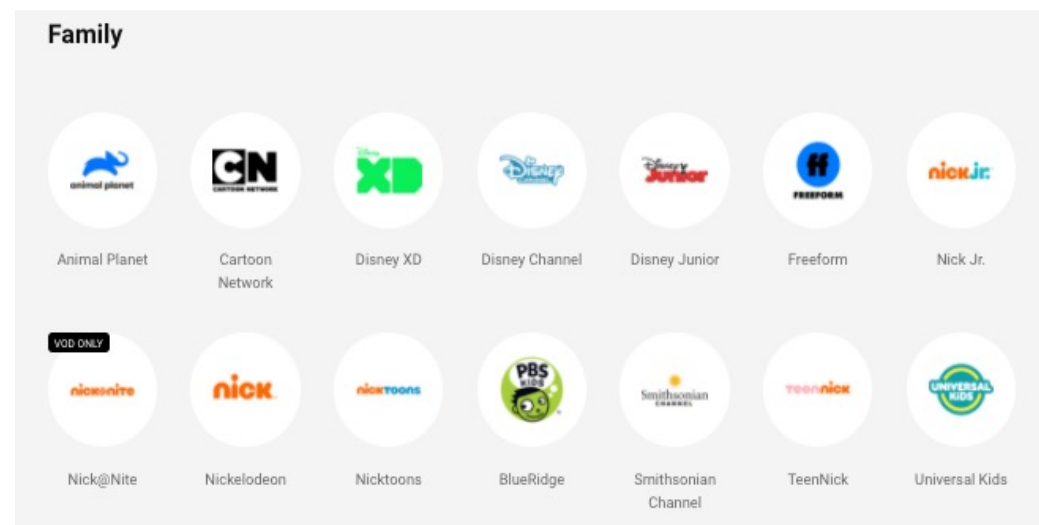 Family
animal planet
CN
CARTOON NETWORK
Disney
XD
Disney
CHANNEL
Disney
Junior
ff
FREEFORM
nick jr.
Animal Planet
Cartoon
Network
Disney XD
Disney Channel
Disney Junior
Freeform
Nick Jr.
VOD ONLY
nick@nite
nick
nicktoons
PBS
KIDS
Smithsonian
CHANNEL
TeenNick
UNIVERSAL
KiDS
Nick@Nite
Nickelodeon
Nicktoons
BlueRidge
Smithsonian
Channel
TeenNick
Universal Kids